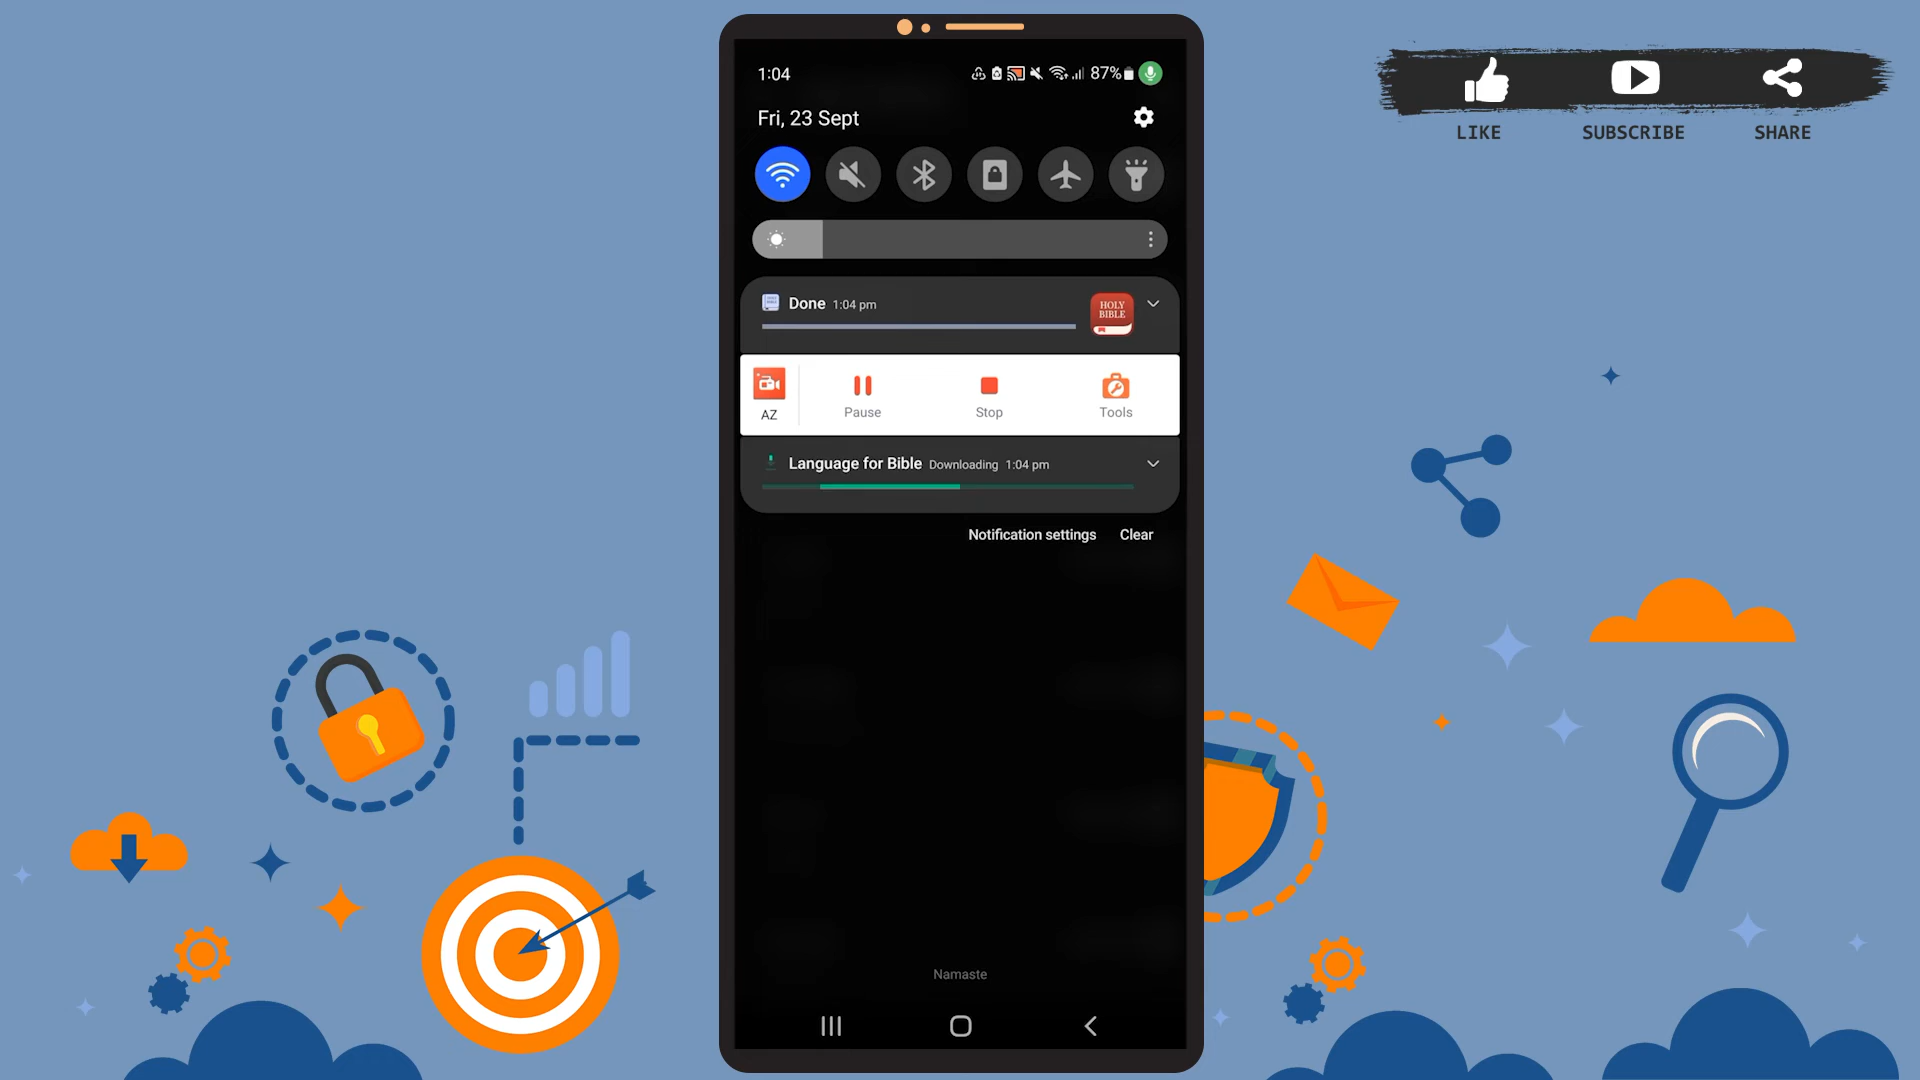 1:04
87%
Fri, 23 Sept
LIKE
SUBSCRIBE
SHARE
Done 1:04 pm
HOLY
BIBLE
AZ
Pause
Stop
Tools
Language for Bible Downloading 1:04 pm
Notification settings
Clear
Namaste